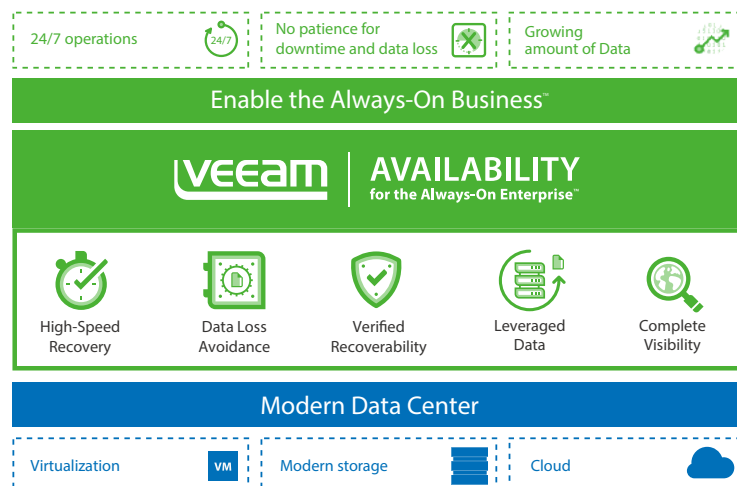 24/7 operations
24/7
No patience for
downtime and data loss
Growing
amount of Data
Enable the Always-On Business™
veeam
AVAILABILITY
for the Always-On Enterprise™
High-Speed
Recovery
Data Loss
Avoidance
Verified
Recoverability
Leveraged
Data
Complete
Visibility
Modern Data Center
Virtualization
VM
Modern storage
Cloud